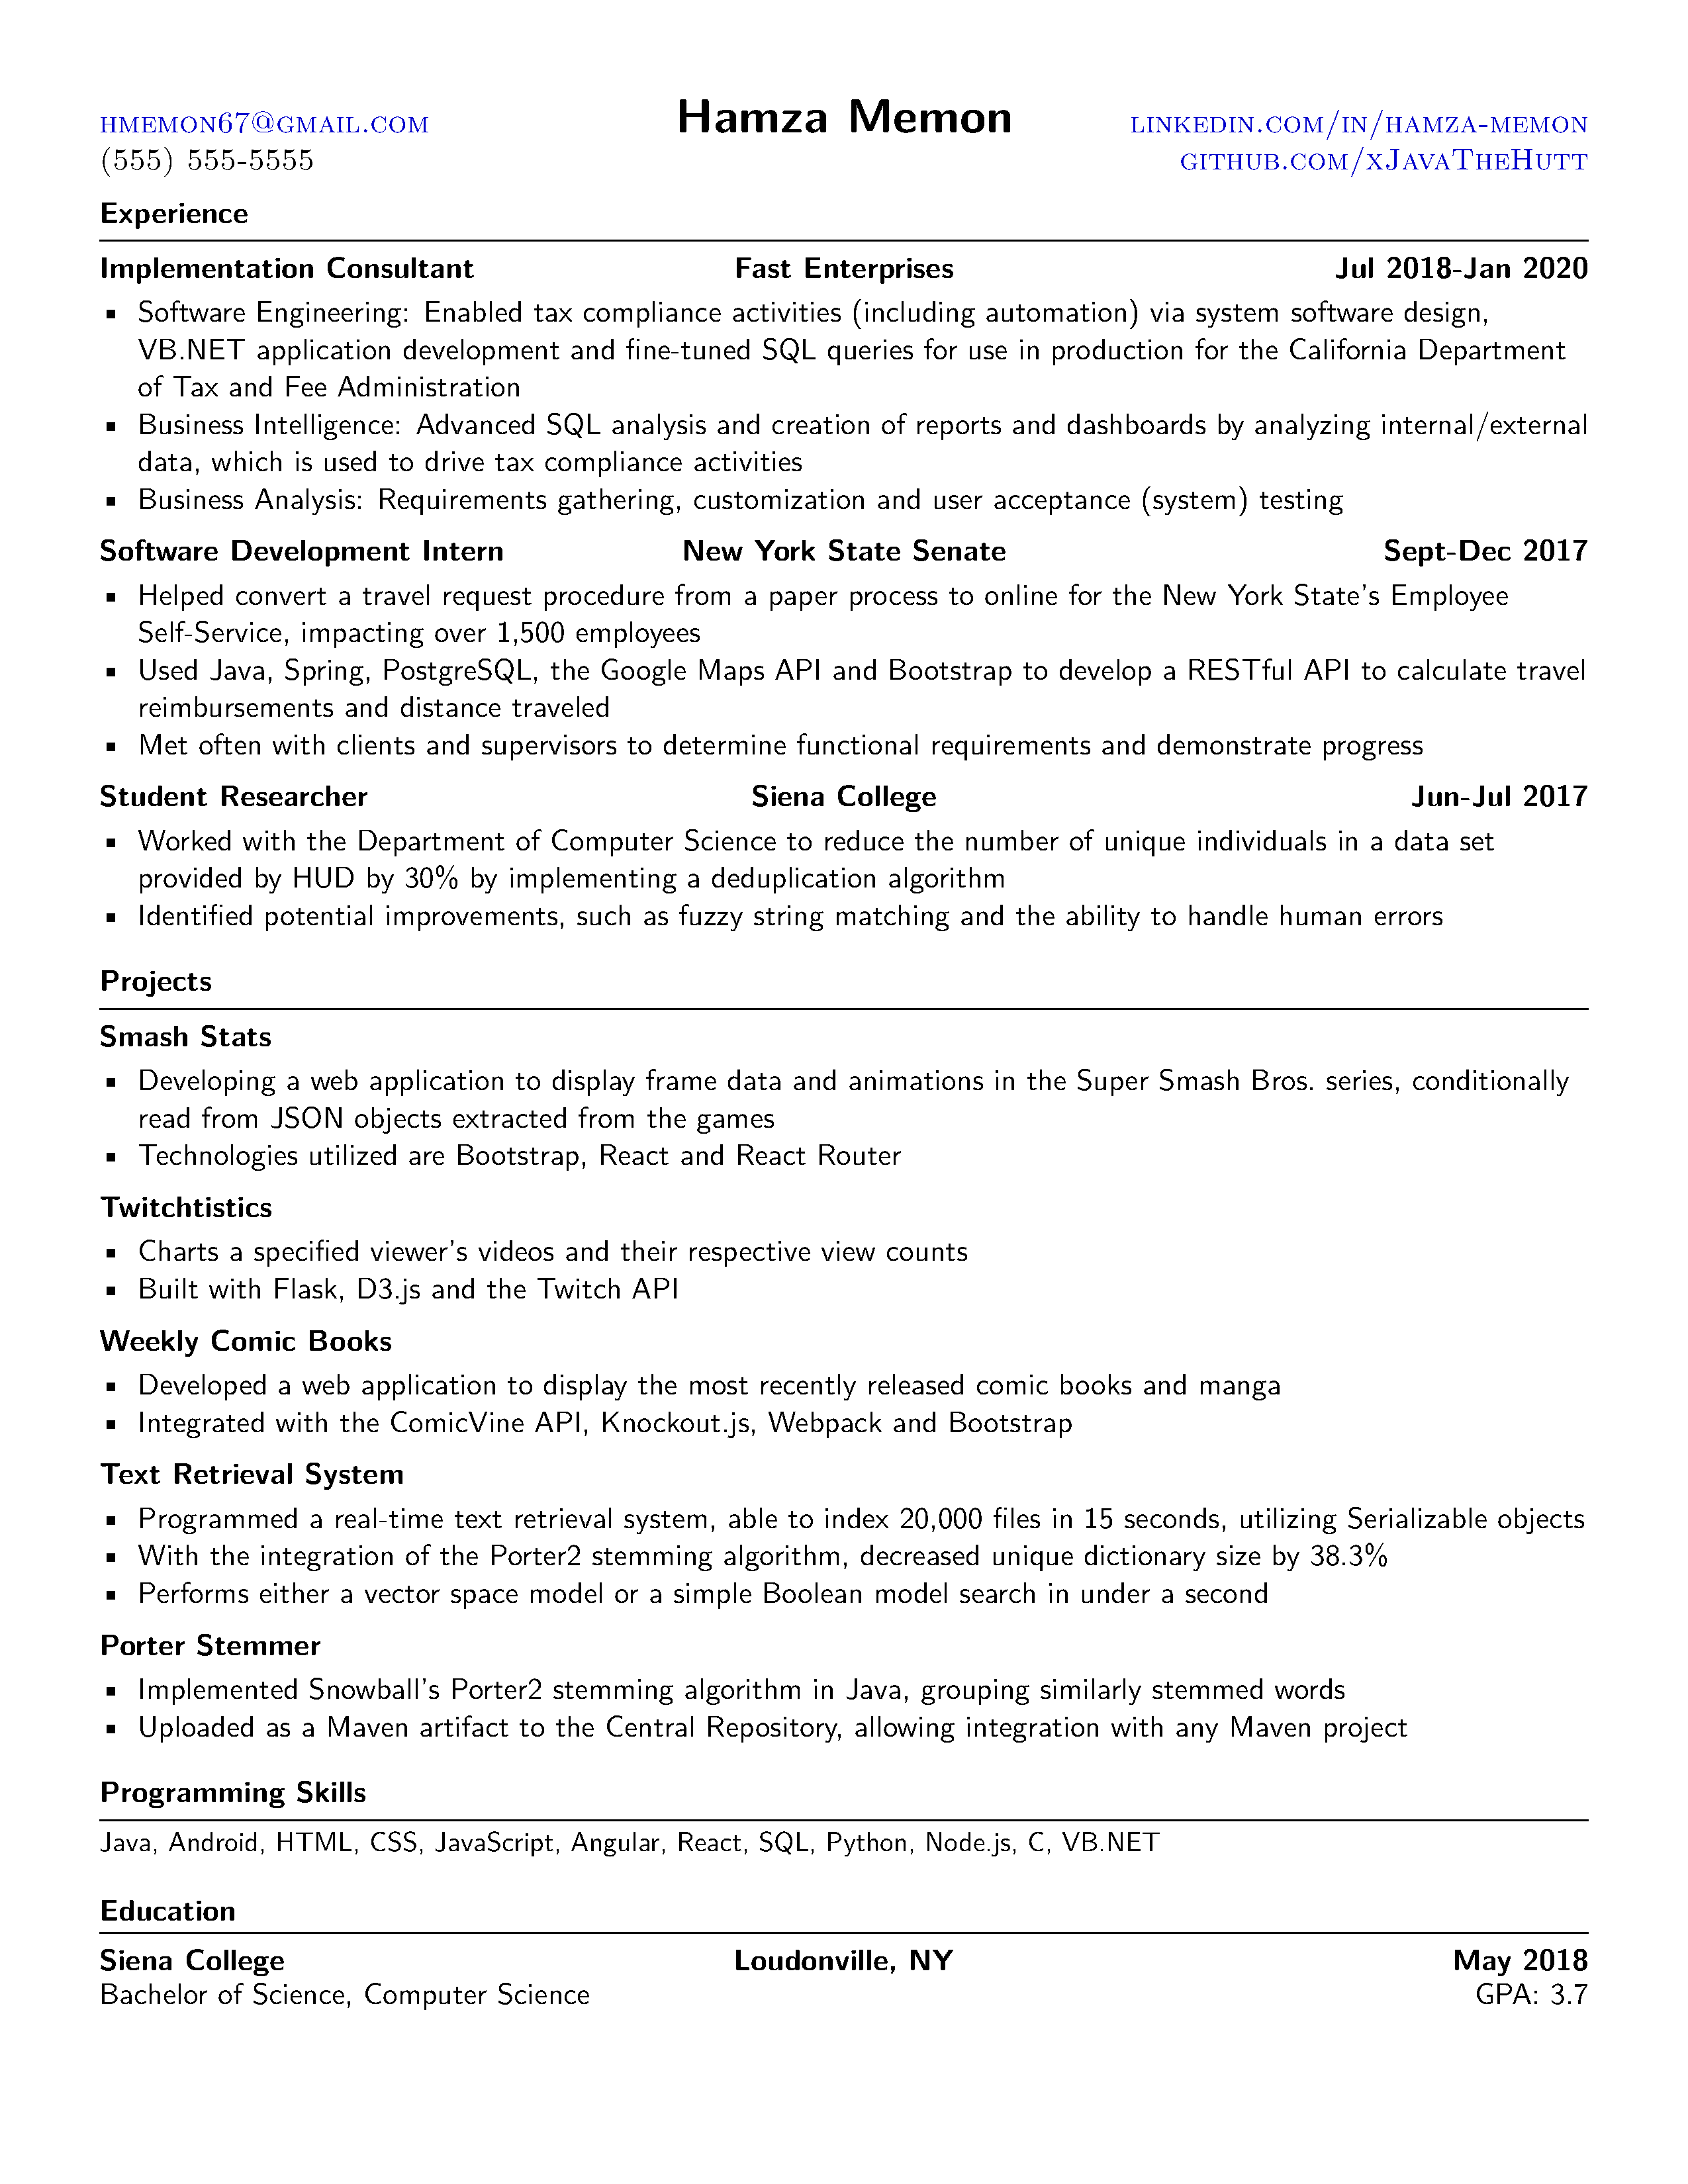 hmemon67@gmail.com Hamza Memon linkedin.com/in/hamza-memon
(555) 555-5555 github.com/xJavaTheHutt
Experience
Implementation Consultant Fast Enterprises Jul 2018-Jan 2020
▪ Software Engineering: Enabled tax compliance activities (including automation) via system software design,
VB.NET application development and fine-tuned SQL queries for use in production for the California Department
of Tax and Fee Administration
▪ Business Intelligence: Advanced SQL analysis and creation of reports and dashboards by analyzing internal/external
data, which is used to drive tax compliance activities
▪ Business Analysis: Requirements gathering, customization and user acceptance (system) testing
Software Development Intern New York State Senate Sept-Dec 2017
▪ Helped convert a travel request procedure from a paper process to online for the New York State's Employee
Self-Service, impacting over 1,500 employees
▪ Used Java, Spring, PostgreSQL, the Google Maps API and Bootstrap to develop a RESTful API to calculate travel
reimbursements and distance traveled
▪ Met often with clients and supervisors to determine functional requirements and demonstrate progress
Student Researcher Siena College Jun-Jul 2017
▪ Worked with the Department of Computer Science to reduce the number of unique individuals in a data set
provided by HUD by 30% by implementing a deduplication algorithm
▪ Identified potential improvements, such as fuzzy string matching and the ability to handle human errors
Projects
Smash Stats
▪ Developing a web application to display frame data and animations in the Super Smash Bros. series, conditionally
read from JSON objects extracted from the games
▪ Technologies utilized are Bootstrap, React and React Router
Twitchtistics
▪ Charts a specified viewer's videos and their respective view counts
▪ Built with Flask, D3.js and the Twitch API
Weekly Comic Books
▪ Developed a web application to display the most recently released comic books and manga
▪ Integrated with the ComicVine API, Knockout.js, Webpack and Bootstrap
Text Retrieval System
▪ Programmed a real-time text retrieval system, able to index 20,000 files in 15 seconds, utilizing Serializable objects
▪ With the integration of the Porter2 stemming algorithm, decreased unique dictionary size by 38.3%
▪ Performs either a vector space model or a simple Boolean model search in under a second
Porter Stemmer
▪ Implemented Snowball's Porter2 stemming algorithm in Java, grouping similarly stemmed words
▪ Uploaded as a Maven artifact to the Central Repository, allowing integration with any Maven project
Programming Skills
Java, Android, HTML, CSS, JavaScript, Angular, React, SQL, Python, Node.js, C, VB.NET
Education
Siena College Loudonville, NY May 2018
Bachelor of Science, Computer Science GPA: 3.7